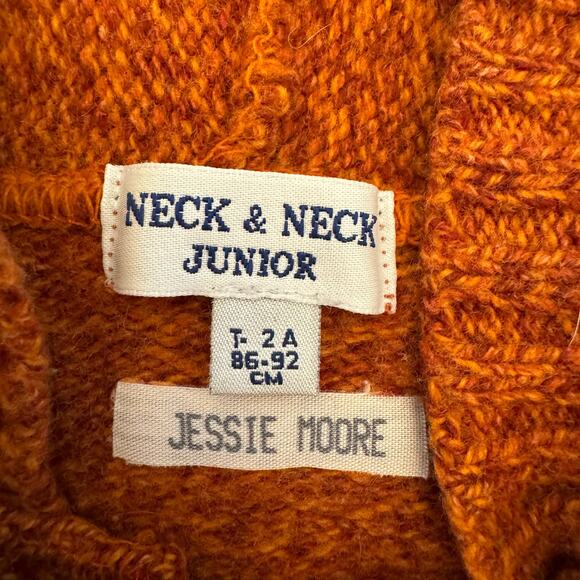 NECK & NECK
JUNIOR
T- 2 A
86-92
CM
JESSIE MOORE